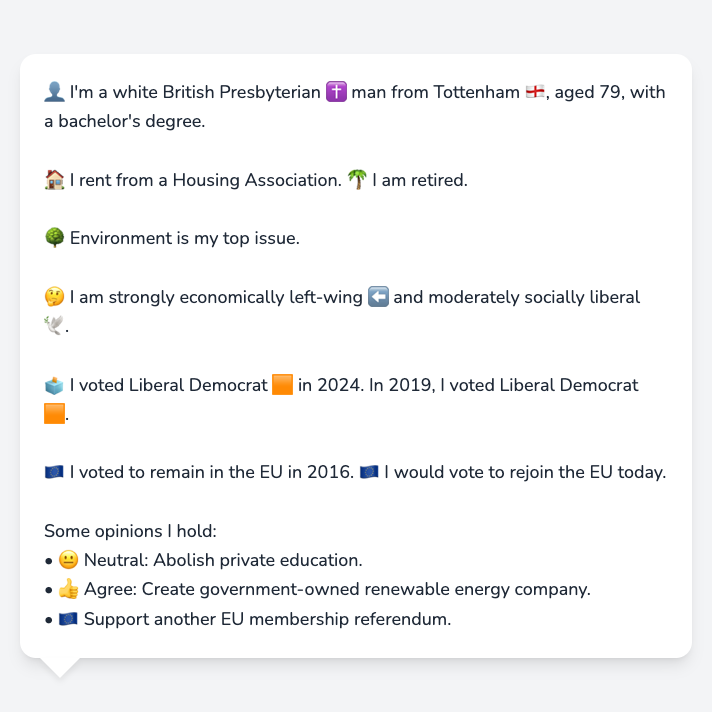 👤 I'm a white British Presbyterian ✝️ man from Tottenham 🏴󠁧󠁢󠁥󠁮󠁧󠁿, aged 79, with
a bachelor's degree.
🏠 I rent from a Housing Association. 🌴 I am retired.
🌳 Environment is my top issue.
🤔 I am strongly economically left-wing ⬅️ and moderately socially liberal
🕊️.
🗳️ I voted Liberal Democrat 🟧 in 2024. In 2019, I voted Liberal Democrat
🟧.
🇪🇺 I voted to remain in the EU in 2016. 🇪🇺 I would vote to rejoin the EU today.
Some opinions I hold:
• 😐 Neutral: Abolish private education.
• 👍 Agree: Create government-owned renewable energy company.
• 🇪🇺 Support another EU membership referendum.